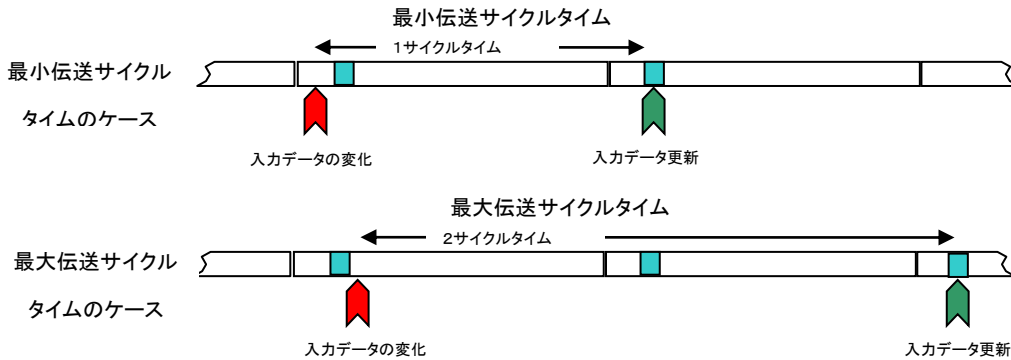 最小伝送サイクルタイム
1サイクルタイム
最小伝送サイクル
タイムのケース
入力データの変化
入力データ更新
最大伝送サイクルタイム
2サイクルタイム
最大伝送サイクル
タイムのケース
入力データの変化
入力データ更新